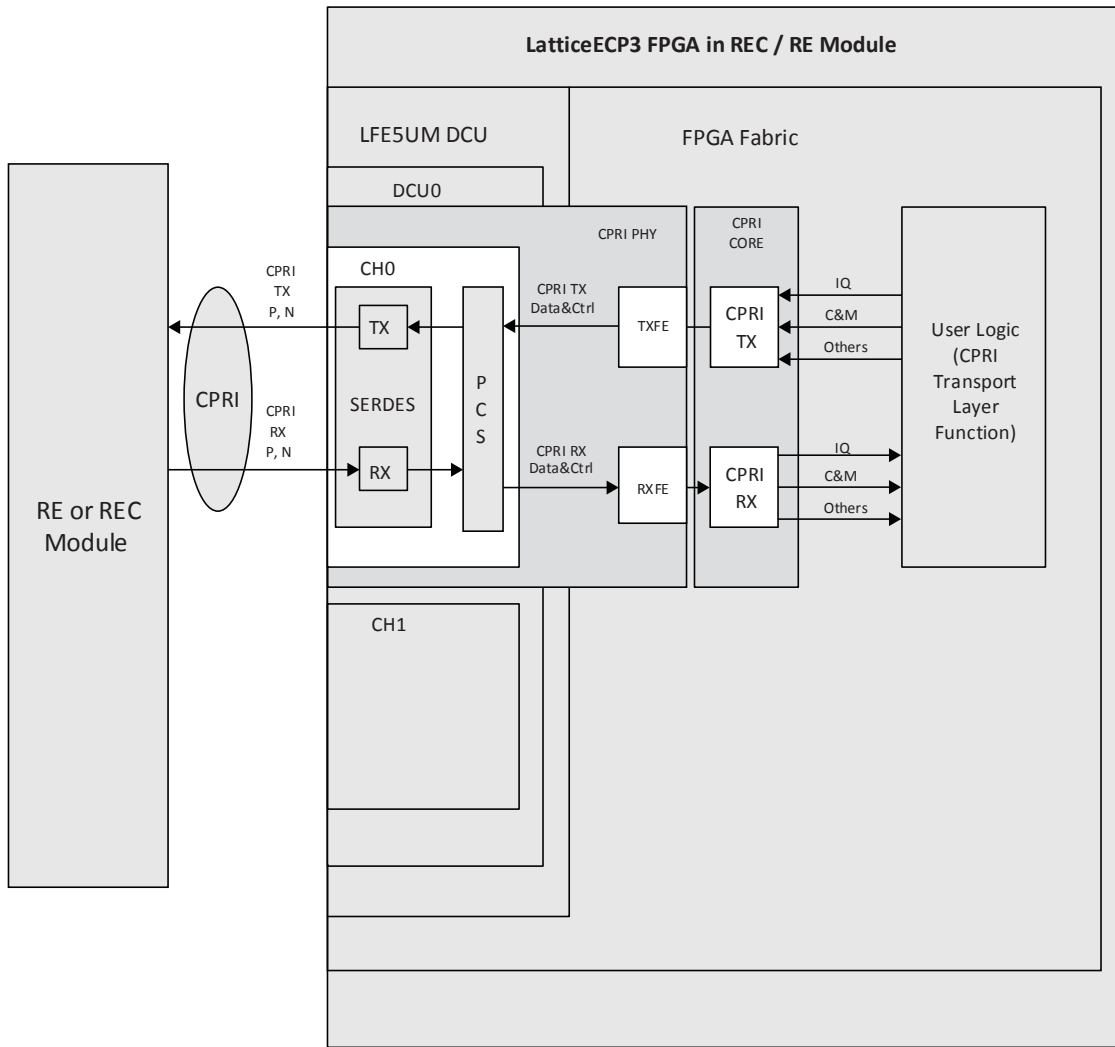 LatticeECP3 FPGA in REC / RE Module
LFE5UM DCU
FPGA Fabric
DCU0
CPRI PHY
CPRI
CORE
CH0
CPRI
TX
P, N
CPRI TX
Data&Ctrl
TX
TXFE
CPRI
TX
IQ
C&M
Others
User Logic
(CPRI
Transport
Layer
Function)
CPRI
SERDES
P
C
S
CPRI
RX
P, N
CPRI RX
Data&Ctrl
RX
RXFE
CPRI
RX
IQ
C&M
Others
RE or REC
Module
CH1